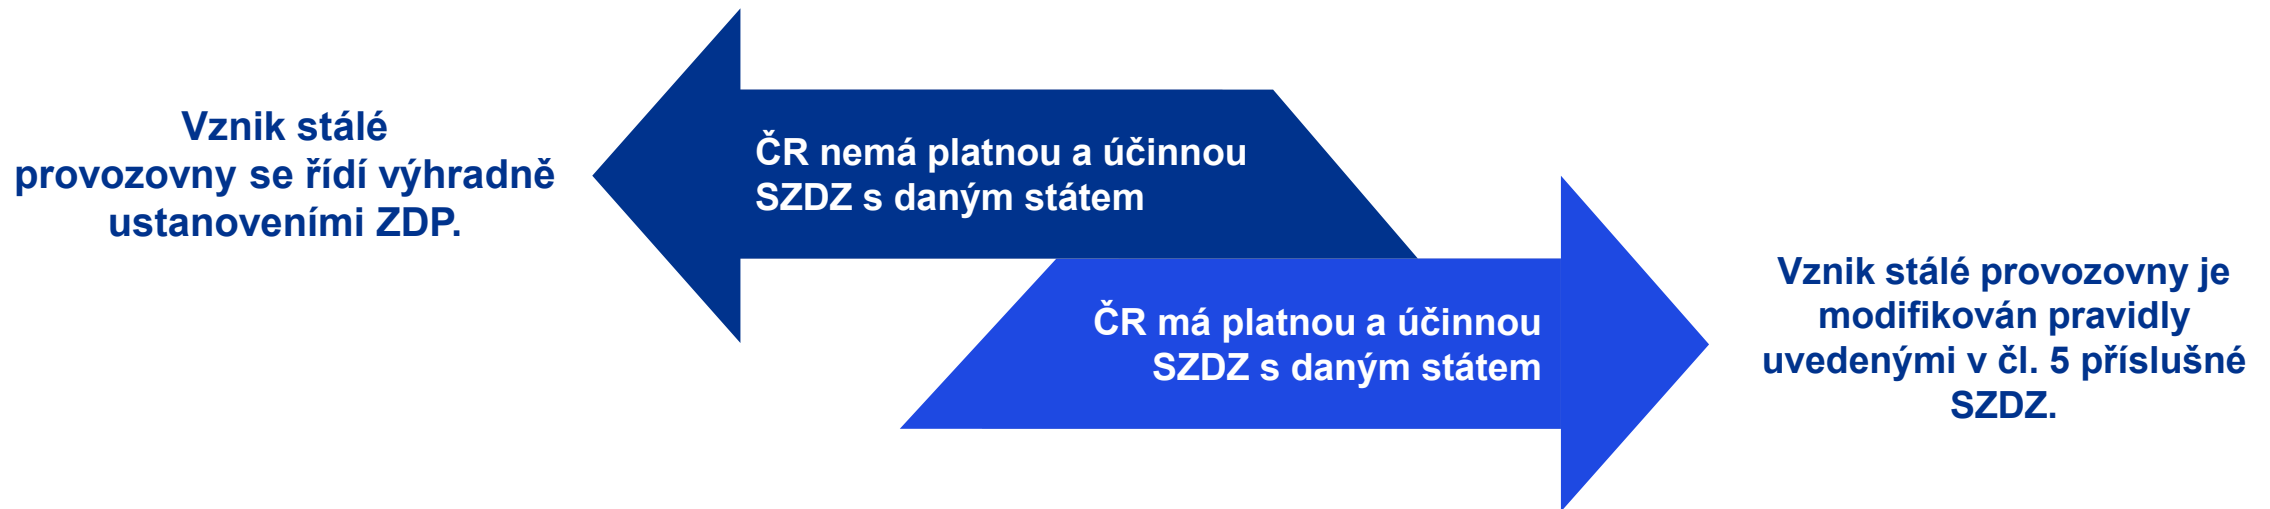 Vznik stálé
provozovny se řídí výhradně
ustanoveními ZDP.
ČR nemá platnou a účinnou
SZDZ s daným státem
ČR má platnou a účinnou
SZDZ s daným státem
Vznik stálé provozovny je
modifikován pravidly
uvedenými v čl. 5 příslušné
SZDZ.